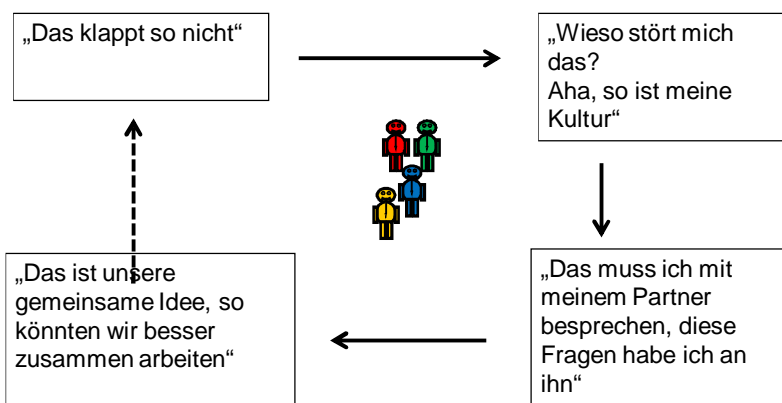 „Das klappt so nicht“
„Wieso stört mich
das?
Aha, so ist meine
Kultur“
„Das ist unsere
gemeinsame Idee, so
könnten wir besser
zusammen arbeiten“
„Das muss ich mit
meinem Partner
besprechen, diese
Fragen habe ich an
ihn“